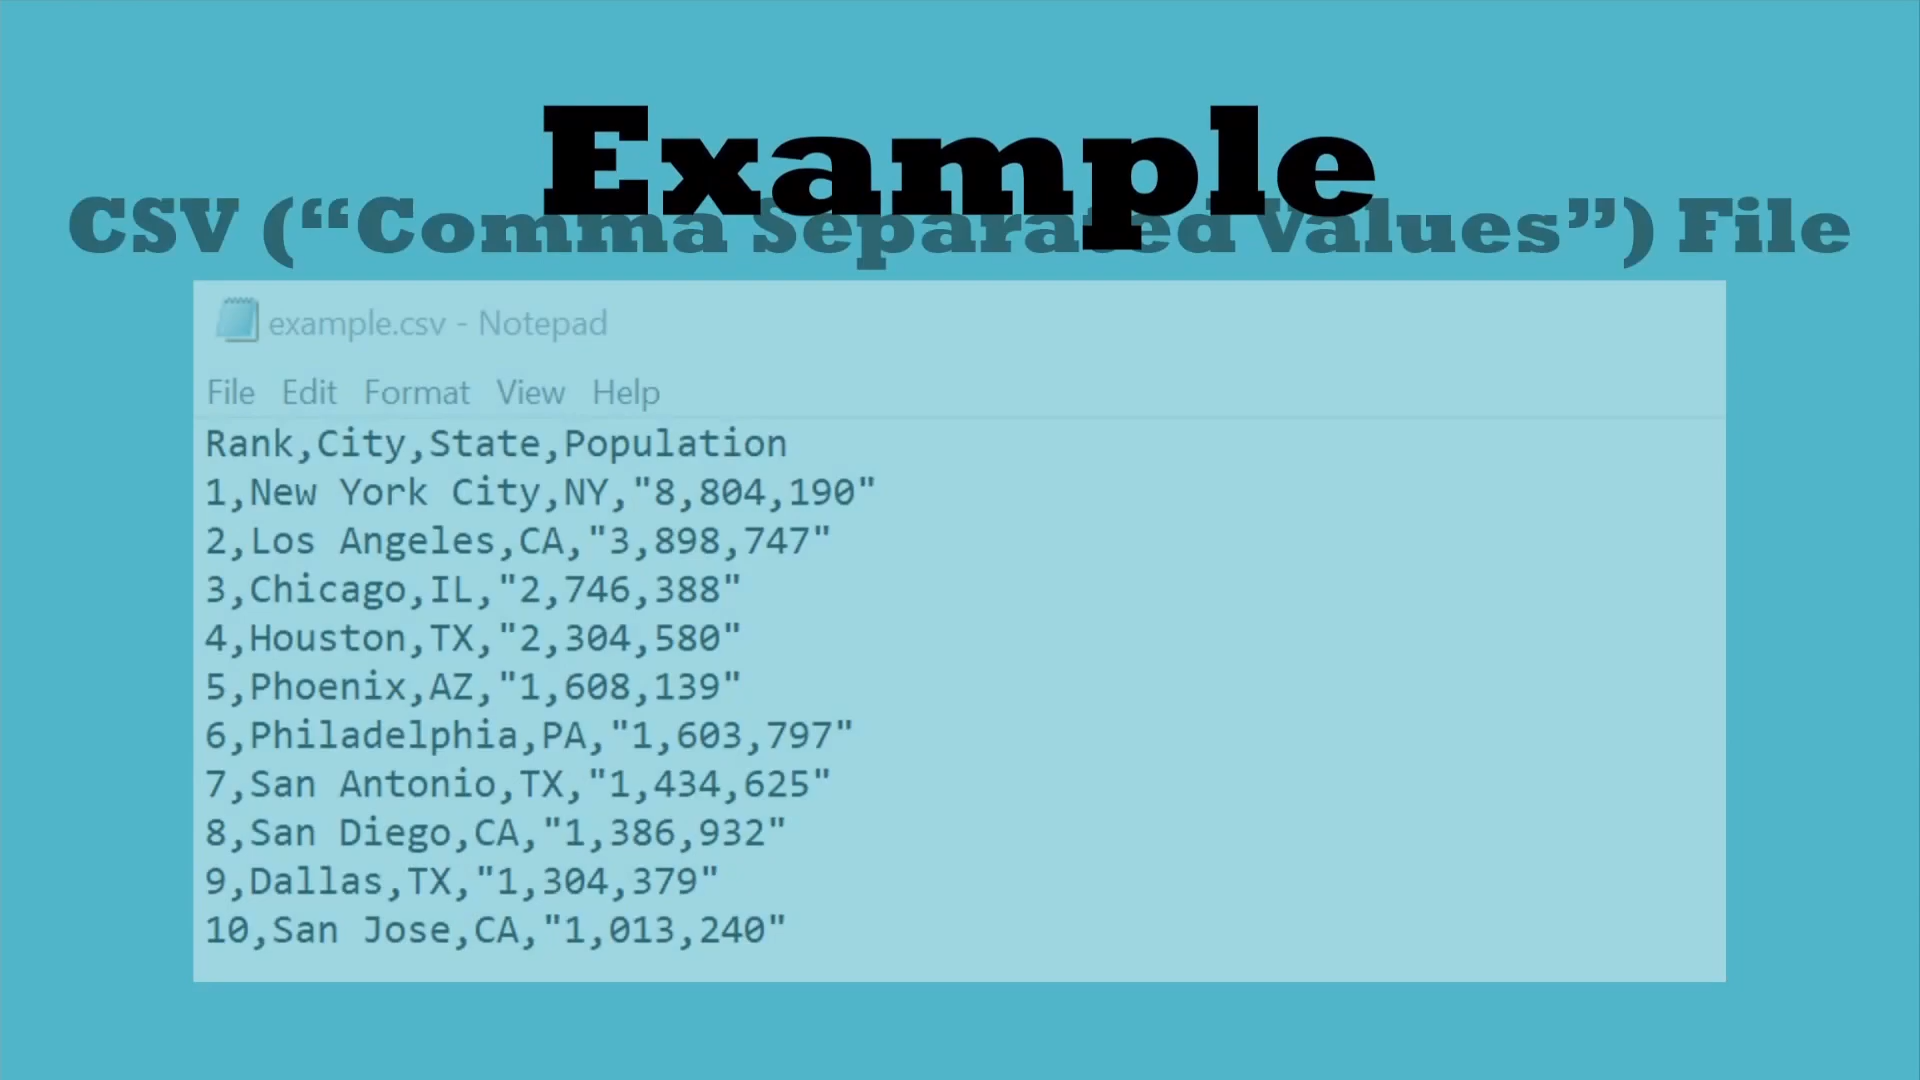 Example
CSV (“Comma Separated Values”) File
example.csv - Notepad
File Edit Format View Help
Rank,City,State,Population
1,New York City,NY,"8,804,190"
2,Los Angeles,CA,"3,898,747"
3,Chicago,IL,"2,746,388"
4,Houston,TX,"2,304,580"
5,Phoenix,AZ,"1,608,139"
6,Philadelphia,PA,"1,603,797"
7,San Antonio,TX,"1,434,625"
8,San Diego,CA,"1,386,932"
9,Dallas,TX,"1,304,379"
10,San Jose,CA,"1,013,240"